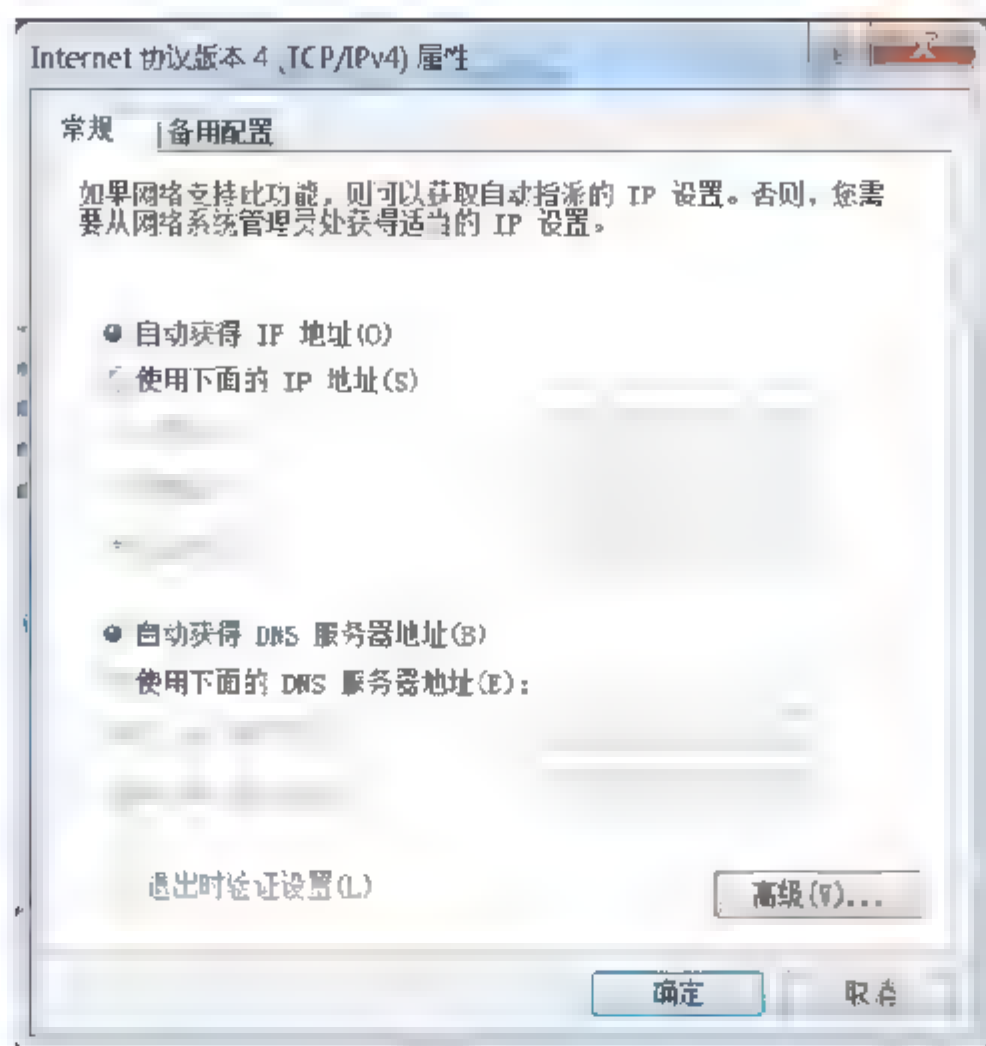 Internet 协议版本 4 (TCP/IPv4) 属性
常规
备用配置
如果网络支持此功能，则可以获取自动指派的 IP 设置。否则，您需
要从网络系统管理员处获得适当的 IP 设置。
自动获得 IP 地址(O)
使用下面的 IP 地址(S)
自动获得 DNS 服务器地址(B)
使用下面的 DNS 服务器地址(E):
退出时验证设置(L)
高级(V)...
确定
取消